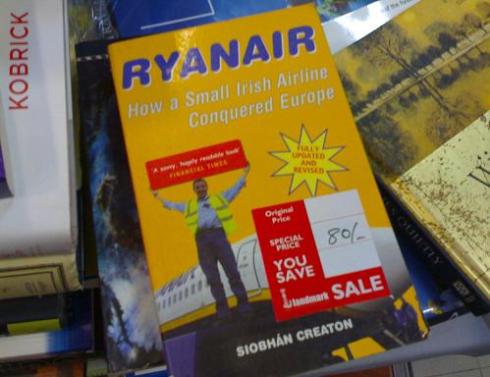 KOBRICK
RYANAIR
How a Small Irish Airline
Conquered Europe
'A savvy, hugely readable book'
FINANCIAL TIMES
FULLY
UPDATED
AND
REVISED
Original
Price
SPECIAL
PRICE
80/-
YOU
SAVE
landmark SALE
SIOBHÁN CREATON